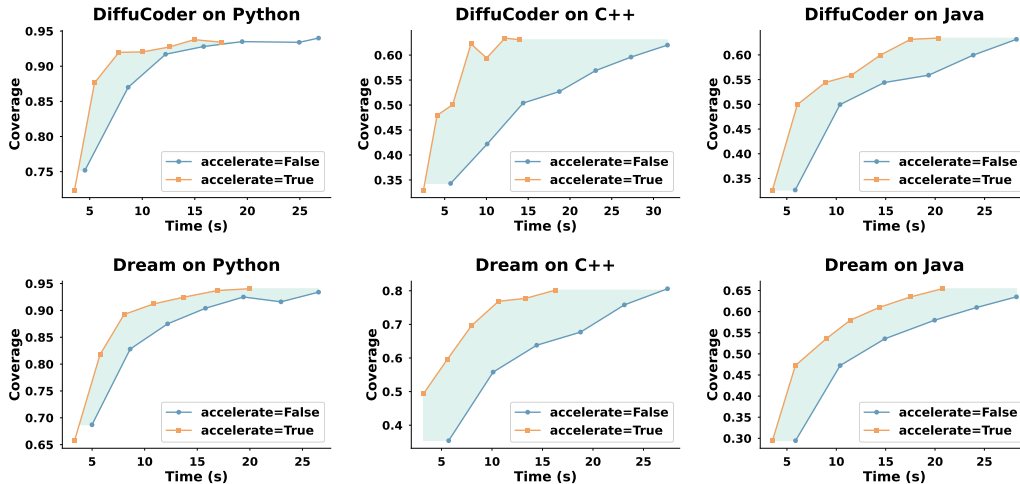 DiffuCoder on Python
DiffuCoder on C++
DiffuCoder on Java
0.95
0.90
0.85
0.80
0.75
Coverage
accelerate=False
accelerate=True
5
10
15
20
25
Time (s)
0.60
0.55
0.50
0.45
0.40
0.35
Coverage
accelerate=False
accelerate=True
5
10
15
20
25
30
Time (s)
0.60
0.55
0.50
0.45
0.40
0.35
Coverage
accelerate=False
accelerate=True
5
10
15
20
25
Time (s)
Dream on Python
Dream on C++
Dream on Java
0.95
0.90
0.85
0.80
0.75
0.70
0.65
Coverage
accelerate=False
accelerate=True
5
10
15
20
25
Time (s)
0.8
0.7
0.6
0.5
0.4
Coverage
accelerate=False
accelerate=True
5
10
15
20
25
Time (s)
0.65
0.60
0.55
0.50
0.45
0.40
0.35
0.30
Coverage
accelerate=False
accelerate=True
5
10
15
20
25
Time (s)